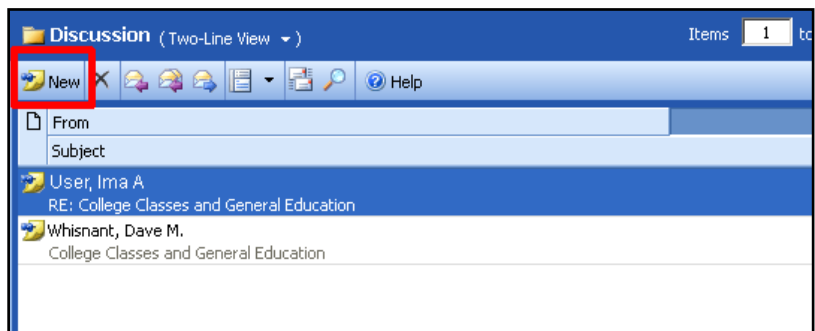 Discussion (Two-Line View ) Items 1 to
New Help
From
Subject
User, Ima A
RE: College Classes and General Education
Whisnant, Dave M.
College Classes and General Education